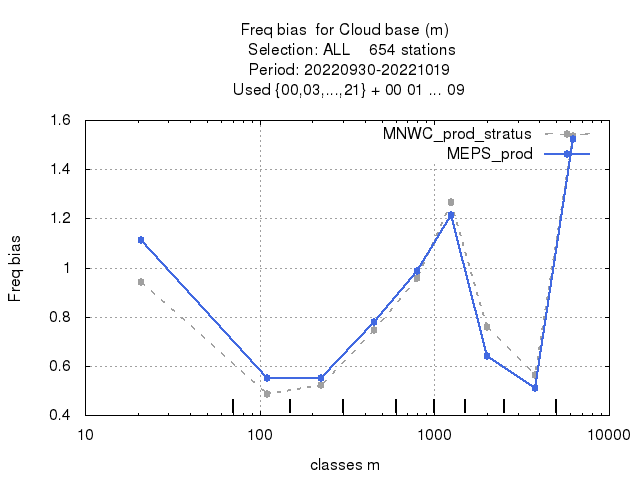 Freq bias  for Cloud base (m)
Selection: ALL    654 stations
Period: 20220930-20221019
Used {00,03,...,21} + 00 01 ... 09
MNWC_prod_stratus
MEPS_prod
1.6
1.4
1.2
1
0.8
0.6
0.4
Freq bias
10 100 1000 10000
classes m